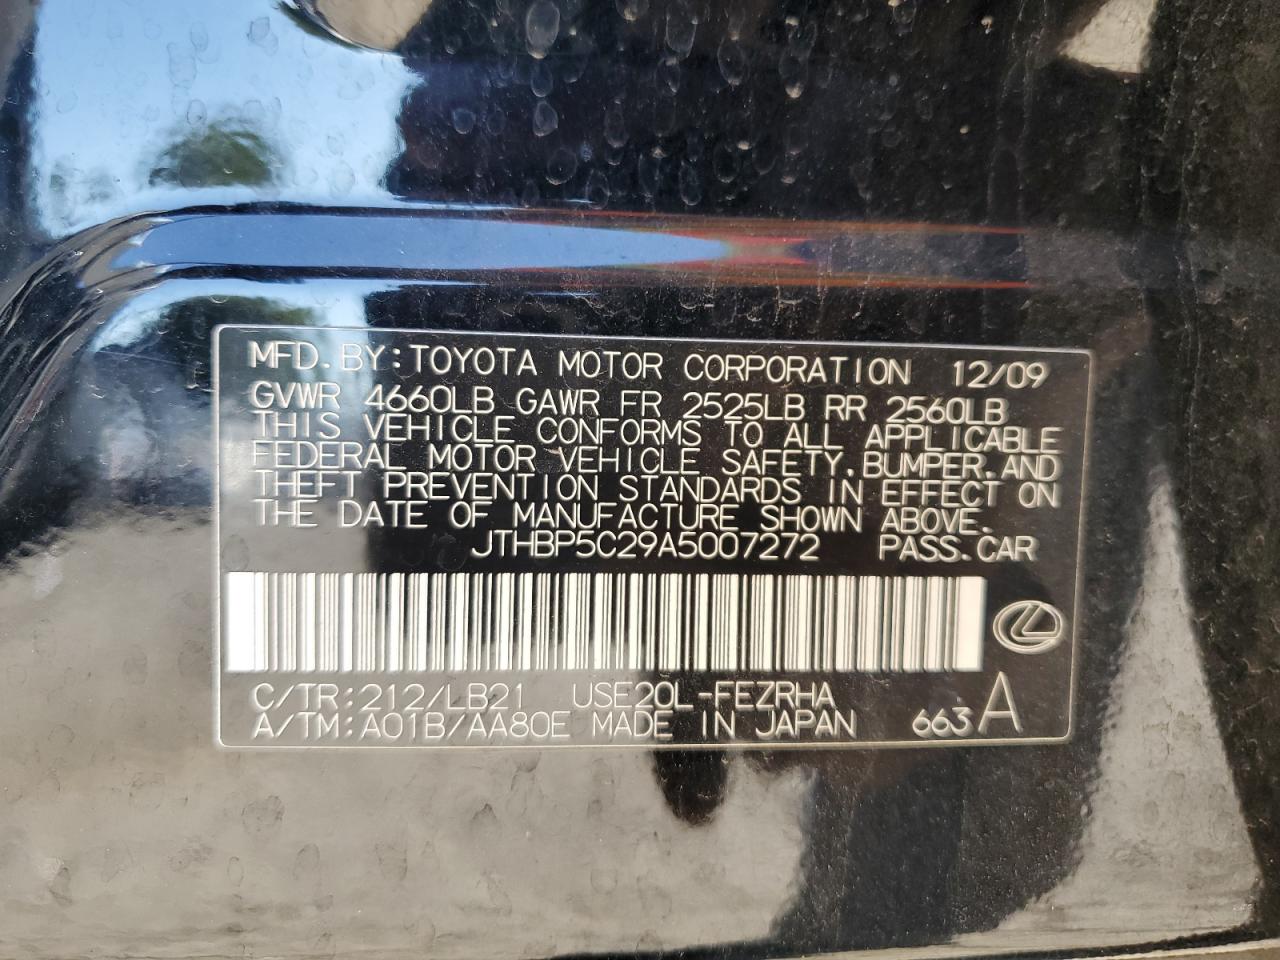 MFD. BY: TOYOTA MOTOR CORPORATION 12/09
GVWR 4660LB GAWR FR 2525LB RR 2560LB
THIS VEHICLE CONFORMS TO ALL APPLICABLE
FEDERAL MOTOR VEHICLE SAFETY, BUMPER, AND
THEFT PREVENTION STANDARDS IN EFFECT ON
THE DATE OF MANUFACTURE SHOWN ABOVE.
JTHBP5C29A5007272 PASS. CAR
C/TR: 212/LB21 USE20L-FEZRHA
A/TM: A01B/AA80E MADE IN JAPAN 663 A